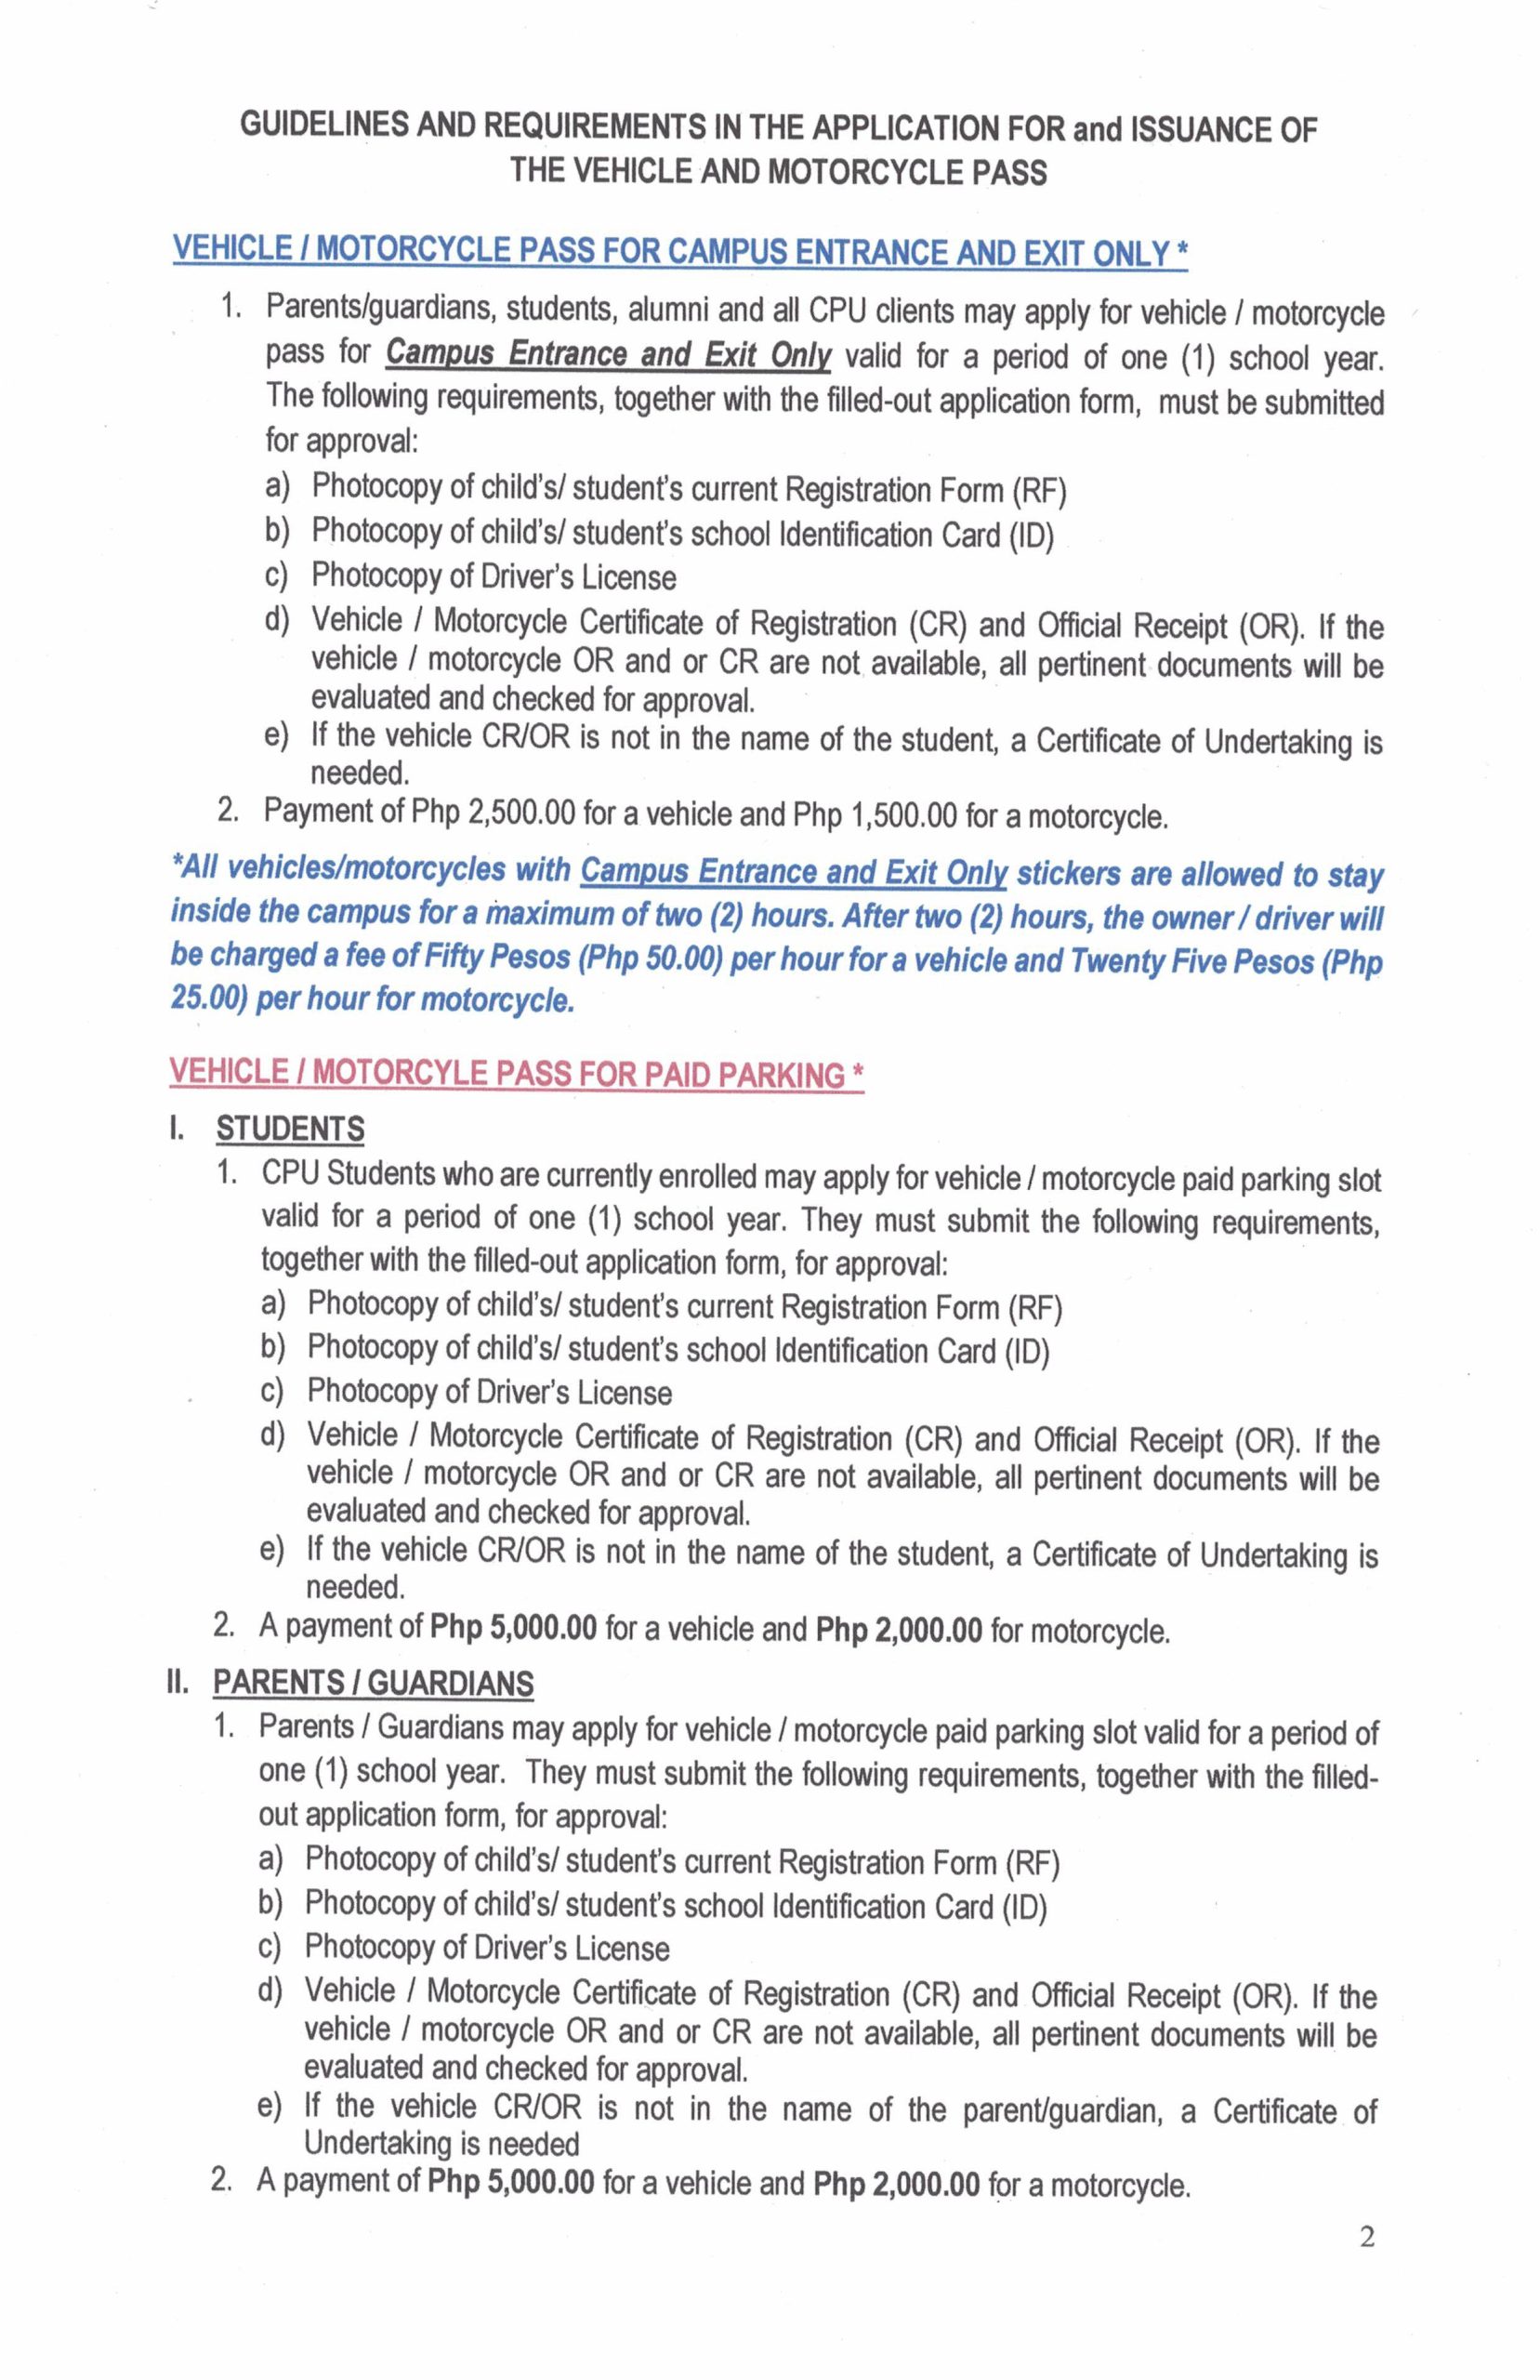 GUIDELINES AND REQUIREMENTS IN THE APPLICATION FOR and ISSUANCE OF
THE VEHICLE AND MOTORCYCLE PASS
VEHICLE / MOTORCYCLE PASS FOR CAMPUS ENTRANCE AND EXIT ONLY *
1. Parents/guardians, students, alumni and all CPU clients may apply for vehicle / motorcycle
pass for Campus Entrance and Exit Only valid for a period of one (1) school year.
The following requirements, together with the filled-out application form, must be submitted
for approval:
a) Photocopy of child's/ student's current Registration Form (RF)
b) Photocopy of child's/ student's school Identification Card (ID)
c) Photocopy of Driver's License
d) Vehicle / Motorcycle Certificate of Registration (CR) and Official Receipt (OR). If the
vehicle / motorcycle OR and or CR are not available, all pertinent documents will be
evaluated and checked for approval.
e) If the vehicle CR/OR is not in the name of the student, a Certificate of Undertaking is
needed.
2. Payment of Php 2,500.00 for a vehicle and Php 1,500.00 for a motorcycle.
*All vehicles/motorcycles with Campus Entrance and Exit Only stickers are allowed to stay
inside the campus for a maximum of two (2) hours. After two (2) hours, the owner / driver will
be charged a fee of Fifty Pesos (Php 50.00) per hour for a vehicle and Twenty Five Pesos (Php
25.00) per hour for motorcycle.
VEHICLE / MOTORCYLE PASS FOR PAID PARKING *
I. STUDENTS
1. CPU Students who are currently enrolled may apply for vehicle / motorcycle paid parking slot
valid for a period of one (1) school year. They must submit the following requirements,
together with the filled-out application form, for approval:
a) Photocopy of child's/ student's current Registration Form (RF)
b) Photocopy of child's/ student's school Identification Card (ID)
c) Photocopy of Driver's License
d) Vehicle / Motorcycle Certificate of Registration (CR) and Official Receipt (OR). If the
vehicle / motorcycle OR and or CR are not available, all pertinent documents will be
evaluated and checked for approval.
e) If the vehicle CR/OR is not in the name of the student, a Certificate of Undertaking is
needed.
2. A payment of Php 5,000.00 for a vehicle and Php 2,000.00 for motorcycle.
II. PARENTS / GUARDIANS
1. Parents / Guardians may apply for vehicle / motorcycle paid parking slot valid for a period of
one (1) school year. They must submit the following requirements, together with the filled-
out application form, for approval:
a) Photocopy of child's/ student's current Registration Form (RF)
b) Photocopy of child's/ student's school Identification Card (ID)
c) Photocopy of Driver's License
d) Vehicle / Motorcycle Certificate of Registration (CR) and Official Receipt (OR). If the
vehicle / motorcycle OR and or CR are not available, all pertinent documents will be
evaluated and checked for approval.
e) If the vehicle CR/OR is not in the name of the parent/guardian, a Certificate of
Undertaking is needed
2. A payment of Php 5,000.00 for a vehicle and Php 2,000.00 for a motorcycle.
2